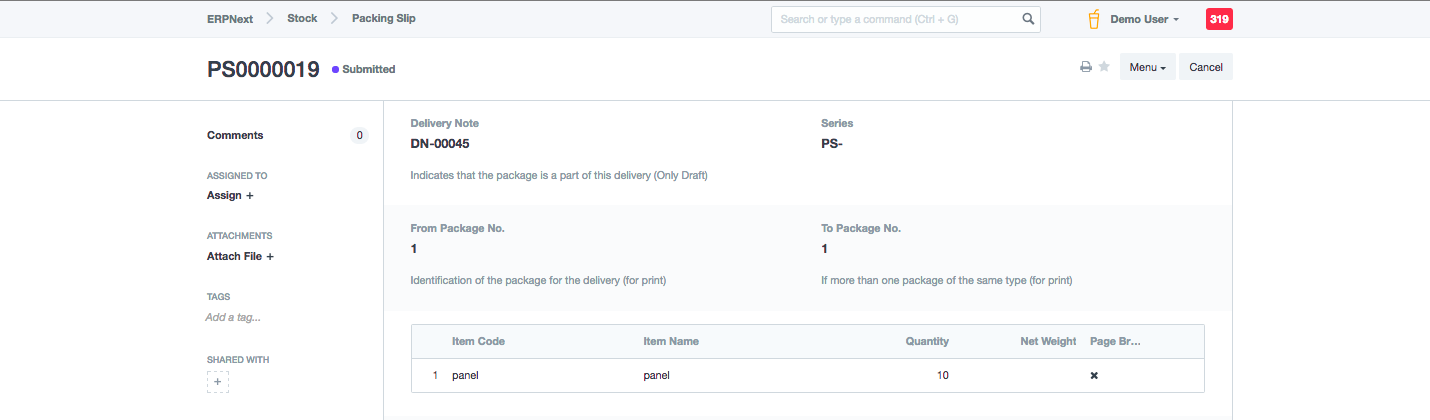 ERPNext Stock Packing Slip Search or type a command (Ctrl + G) Demo User 319
PS0000019 Submitted Menu Cancel
Comments 0
ASSIGNED TO
Assign +
ATTACHMENTS
Attach File +
TAGS
Add a tag...
SHARED WITH
+
Delivery Note Series
DN-00045 PS-
Indicates that the package is a part of this delivery (Only Draft)
From Package No. To Package No.
1 1
Identification of the package for the delivery (for print) If more than one package of the same type (for print)
Item Code Item Name Quantity Net Weight Page Br...
1 panel panel 10